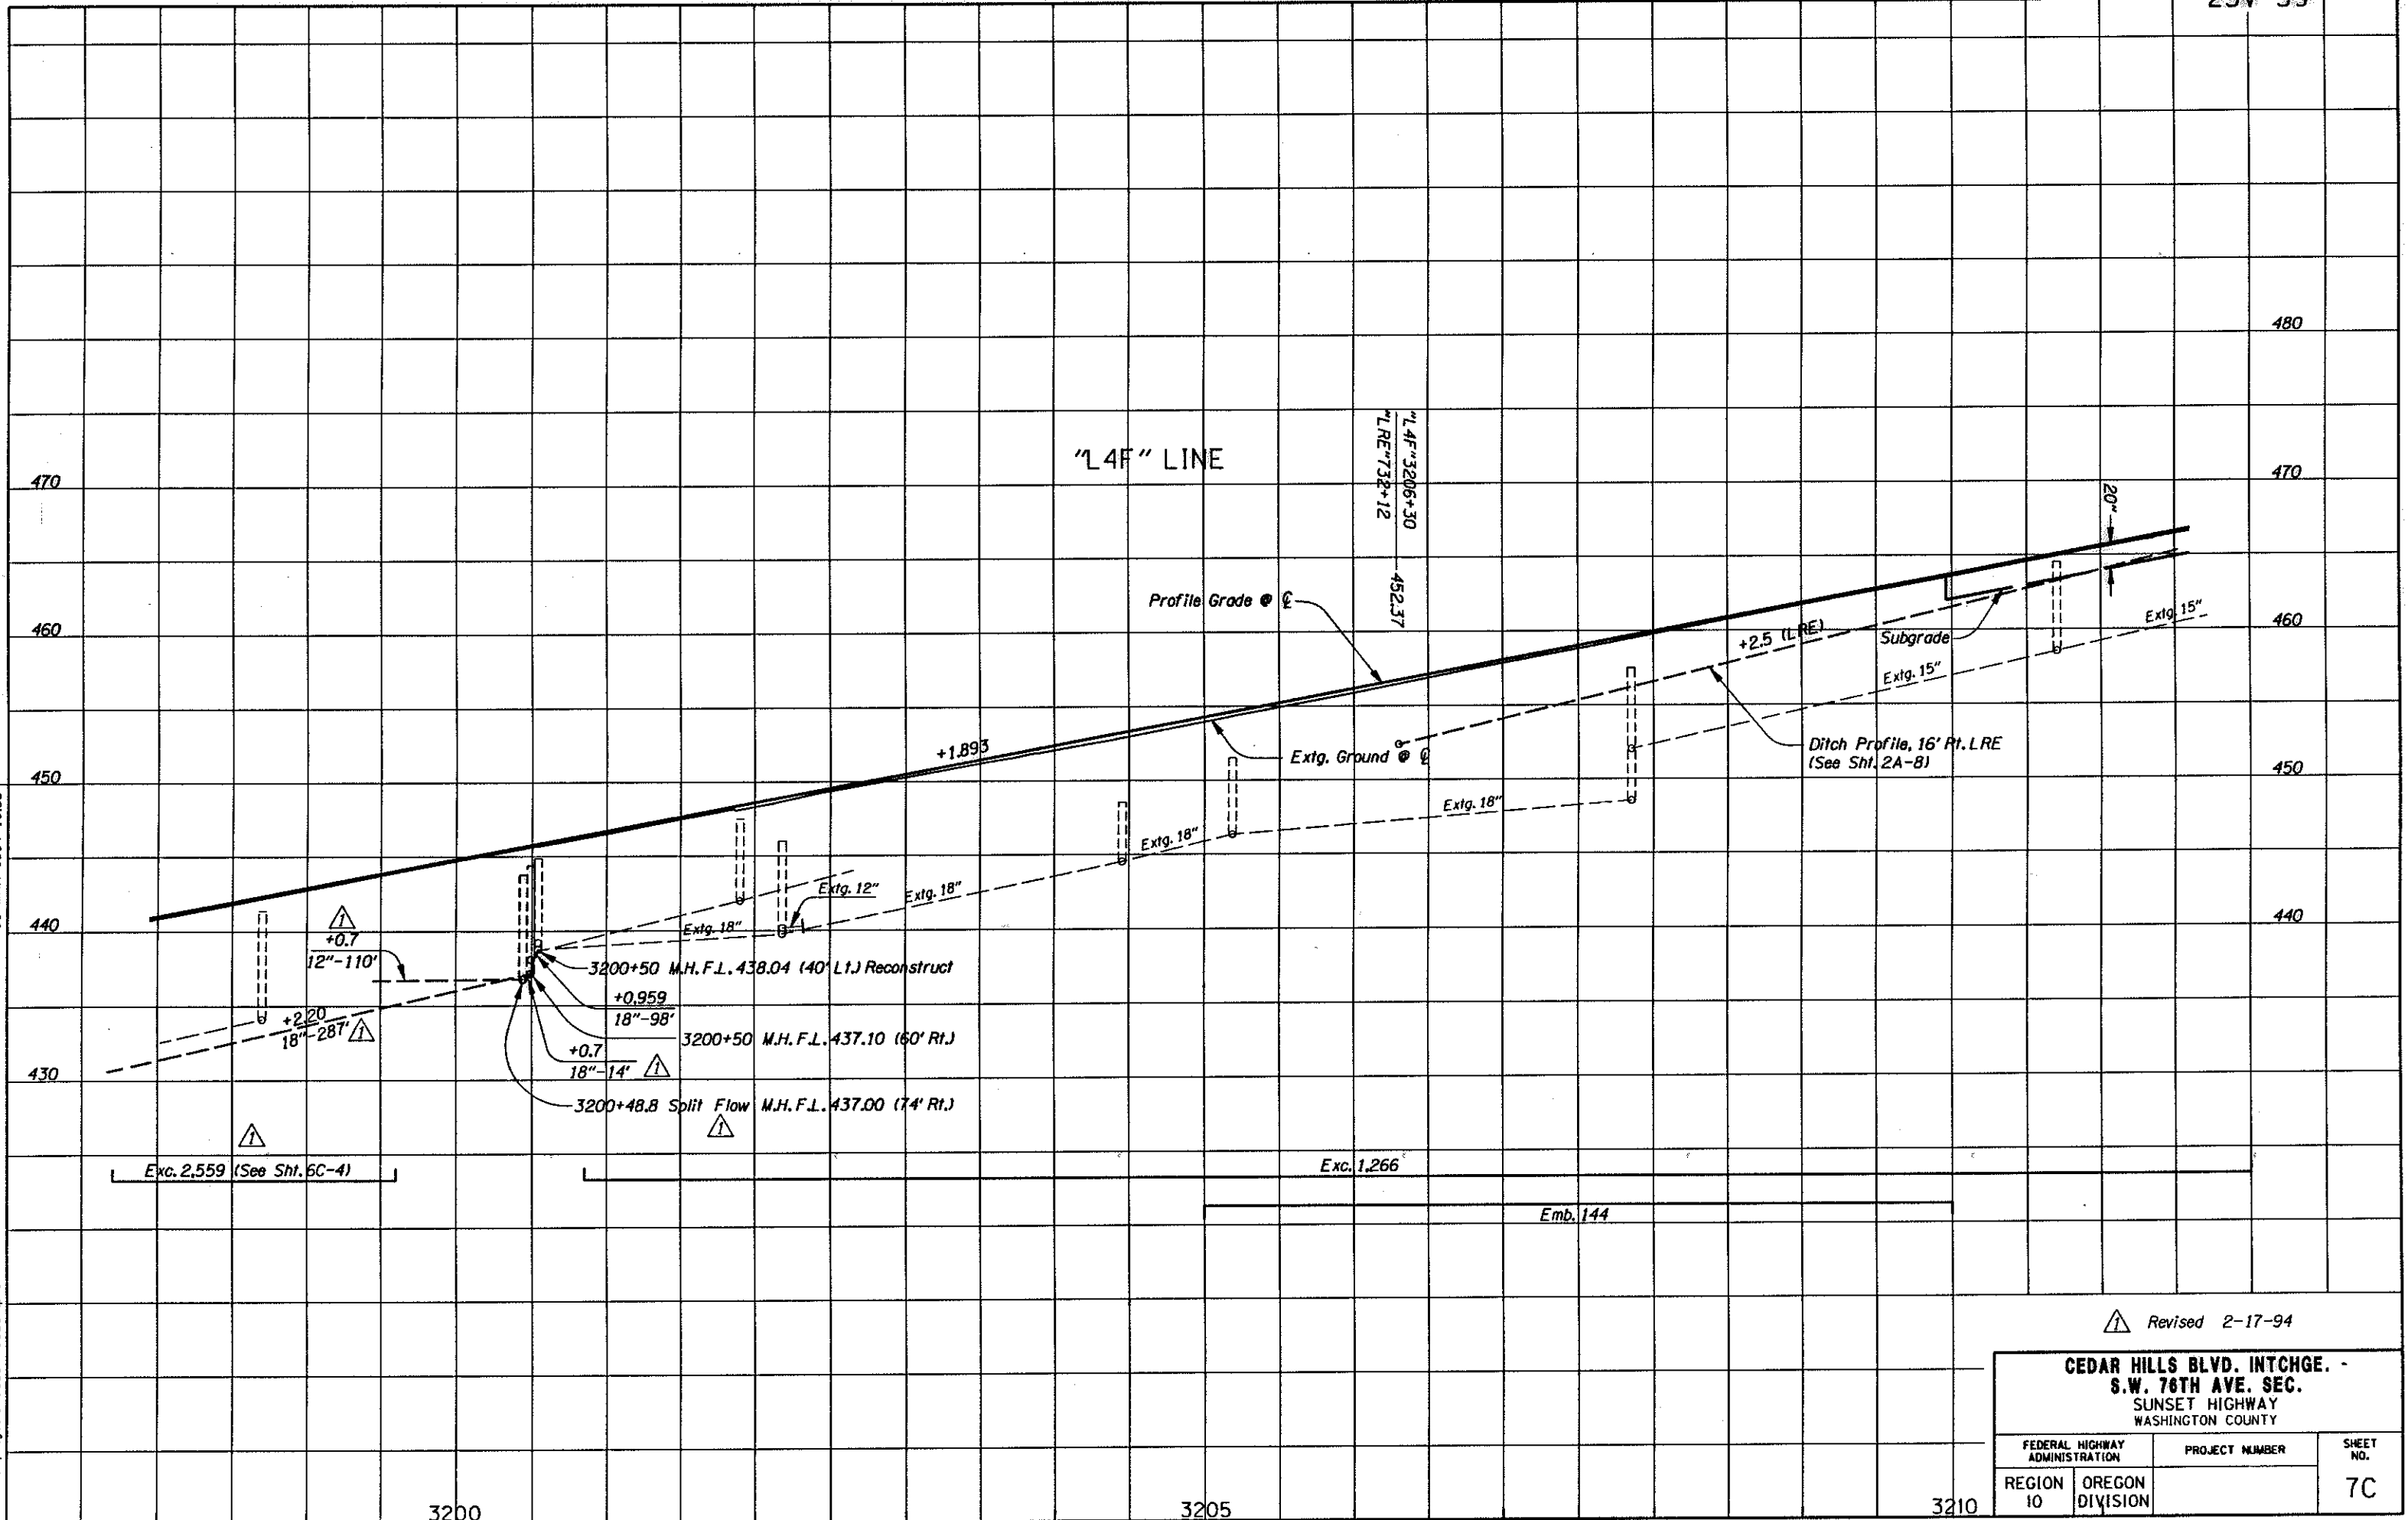 480
470
470
460
460
450
450
440
440
430
"L4F" LINE
"L4F"3206+30
"LRE"732+12
452.37
20"
Profile Grade @ ℄
+1.893
Extg. Ground @ ℄
+2.5 (LRE)
Subgrade
Extg. 15"
Extg. 15"
Ditch Profile, 16' Rt. LRE
(See Sht. 2A-8)
Extg. 18"
Extg. 18"
Extg. 18"
Extg. 12"
Extg. 18"
1
+0.7
12"-110'
3200+50 M.H. F.L. 438.04 (40' Lt.) Reconstruct
+0.959
18"-98'
+2.20
18"-287' 1
3200+50 M.H. F.L. 437.10 (60' Rt.)
+0.7
18"-14' 1
3200+48.8 Split Flow M.H. F.L. 437.00 (74' Rt.)
1
1
Exc. 2,559 (See Sht. 6C-4)
Exc. 1,266
Emb. 144
1 Revised 2-17-94
CEDAR HILLS BLVD. INTCHGE. -
S.W. 76TH AVE. SEC.
SUNSET HIGHWAY
WASHINGTON COUNTY
FEDERAL HIGHWAY
ADMINISTRATION
PROJECT NUMBER
SHEET
NO.
REGION
10
OREGON
DIVISION
7C
3200
3205
3210